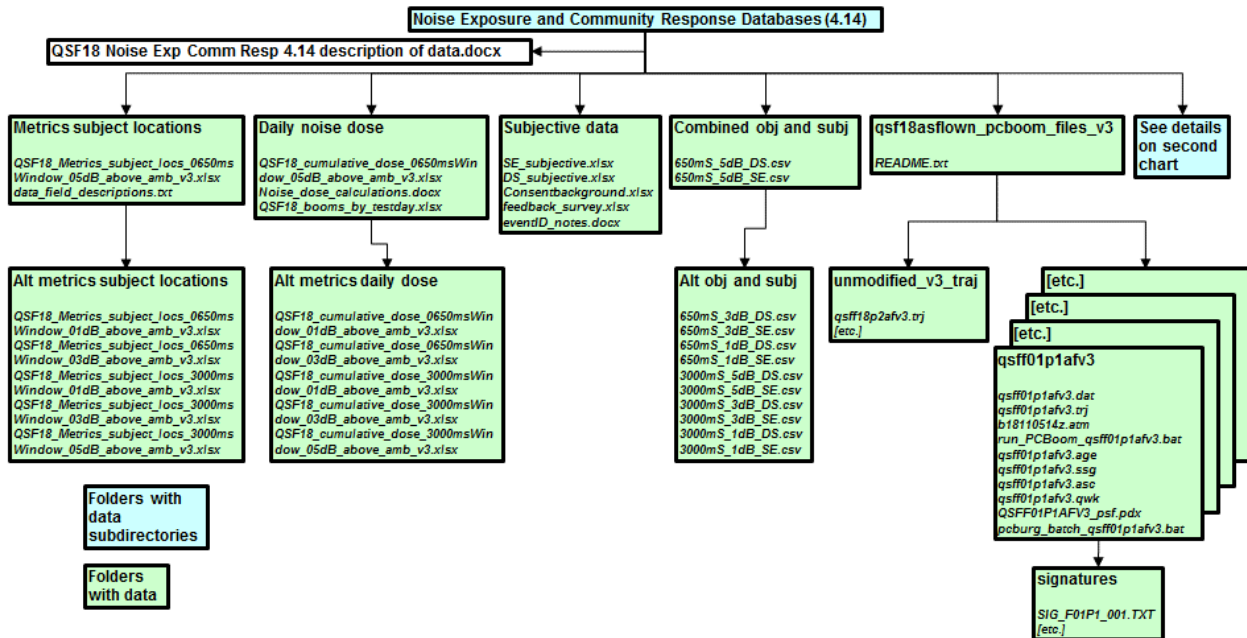 Noise Exposure and Community Response Databases (4.14)
QSF18 Noise Exp Comm Resp 4.14 description of data.docx
Metrics subject locations
QSF18_Metrics_subject_locs_0650ms
Window_05dB_above_amb_v3.xlsx
data_field_descriptions.txt
Daily noise dose
QSF18_cumulative_dose_0650msWin
dow_05dB_above_amb_v3.xlsx
Noise_dose_calculations.docx
QSF18_booms_by_testday.xlsx
Subjective data
SE_subjective.xlsx
DS_subjective.xlsx
Consentbackground.xlsx
feedback_survey.xlsx
eventID_notes.docx
Combined obj and subj
650mS_5dB_DS.csv
650mS_5dB_SE.csv
qsf18asflown_pcboom_files_v3
README.txt
See details
on second
chart
Alt metrics subject locations
QSF18_Metrics_subject_locs_0650ms
Window_01dB_above_amb_v3.xlsx
QSF18_Metrics_subject_locs_0650ms
Window_03dB_above_amb_v3.xlsx
QSF18_Metrics_subject_locs_3000ms
Window_01dB_above_amb_v3.xlsx
QSF18_Metrics_subject_locs_3000ms
Window_03dB_above_amb_v3.xlsx
QSF18_Metrics_subject_locs_3000ms
Window_05dB_above_amb_v3.xlsx
Alt metrics daily dose
QSF18_cumulative_dose_0650msWin
dow_01dB_above_amb_v3.xlsx
QSF18_cumulative_dose_0650msWin
dow_03dB_above_amb_v3.xlsx
QSF18_cumulative_dose_3000msWin
dow_01dB_above_amb_v3.xlsx
QSF18_cumulative_dose_3000msWin
dow_03dB_above_amb_v3.xlsx
QSF18_cumulative_dose_3000msWin
dow_05dB_above_amb_v3.xlsx
Alt obj and subj
650mS_3dB_DS.csv
650mS_3dB_SE.csv
650mS_1dB_DS.csv
650mS_1dB_SE.csv
3000mS_5dB_DS.csv
3000mS_5dB_SE.csv
3000mS_3dB_DS.csv
3000mS_3dB_SE.csv
3000mS_1dB_DS.csv
3000mS_1dB_SE.csv
unmodified_v3_traj
qsff18p2afv3.trj
[etc.]
[etc.]
[etc.]
[etc.]
qsff01p1afv3
qsff01p1afv3.dat
qsff01p1afv3.trj
b18110514z.atm
run_PCBoom_qsff01p1afv3.bat
qsff01p1afv3.age
qsff01p1afv3.ssg
qsff01p1afv3.asc
qsff01p1afv3.qwk
QSFF01P1AFV3_psf.pdx
pcburg_batch_qsff01p1afv3.bat
signatures
SIG_F01P1_001.TXT
[etc.]
Folders with
data
subdirectories
Folders
with data